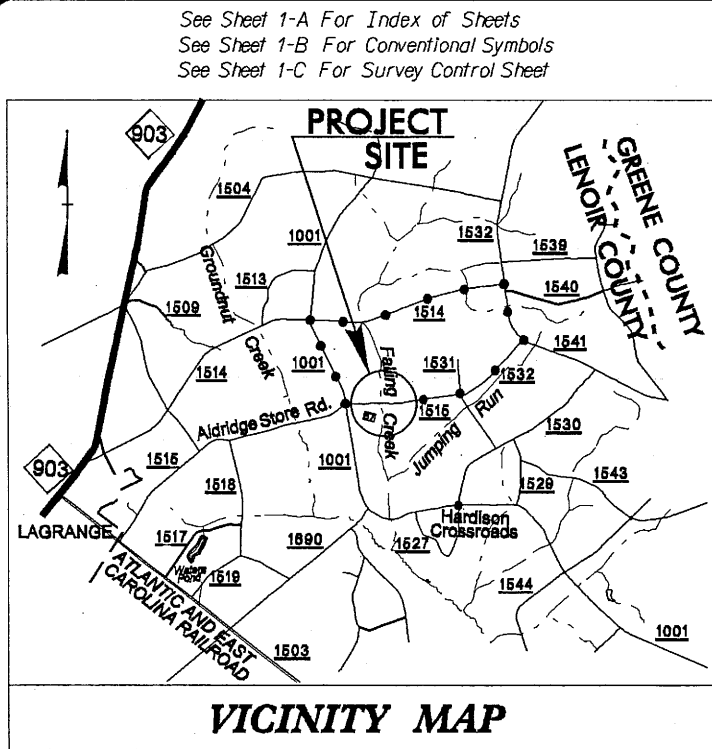 See Sheet 1-A For Index of Sheets
See Sheet 1-B For Conventional Symbols
See Sheet 1-C For Survey Control Sheet
903
PROJECT
SITE
GREENE COUNTY
LENOIR COUNTY
1504
1001
1532
1539
Groundnut
Creek
1513
1540
1509
1514
1541
1514
1001
Falling
Creek
1531
1532
1515
Jumping Run
Aldridge Store Rd.
1530
903
1515
1518
1001
1529
1543
LAGRANGE
1517
Waters
Pond
1690
1527
Hardison
Crossroads
1519
1544
ATLANTIC AND EAST
CAROLINA RAILROAD
1503
1001
VICINITY MAP